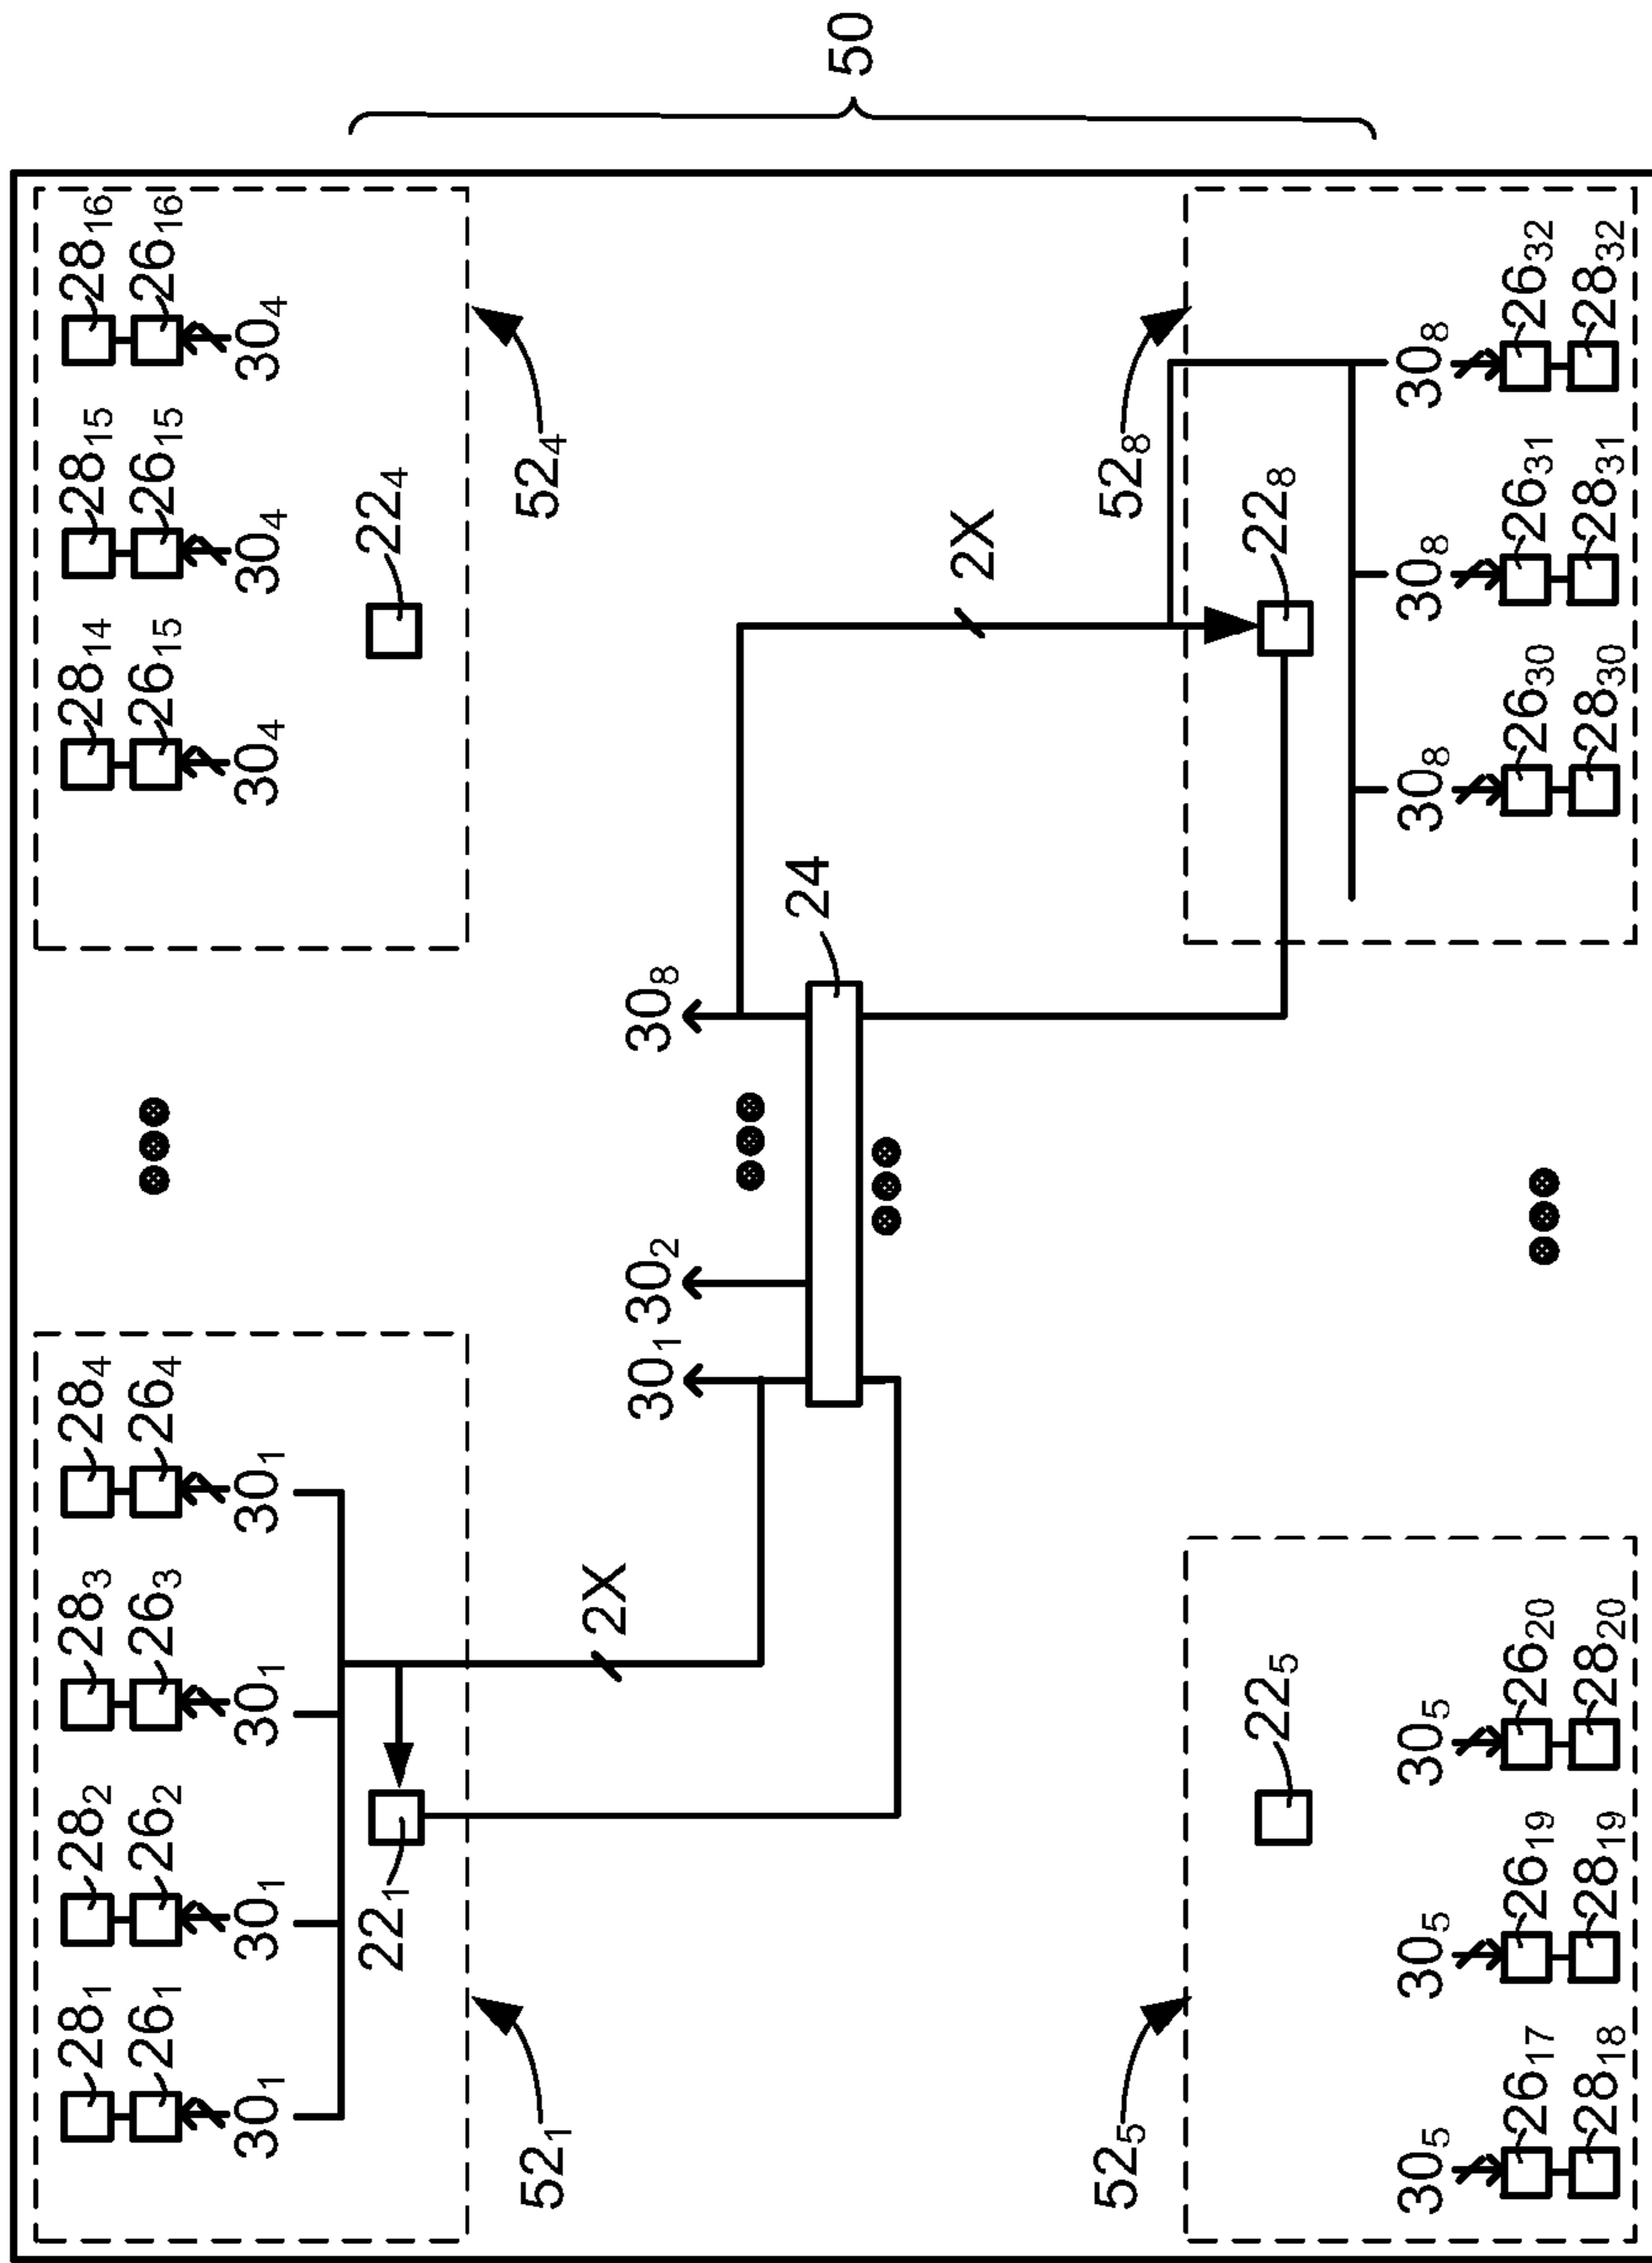 28₁ 28₂ 28₃ 28₄ 28₁₄ 28₁₅ 28₁₆
26₁ 26₂ 26₃ 26₄ 26₁₅ 26₁₅ 26₁₆
30₁ 30₁ 30₁ 30₁ 30₄ 30₄ 30₄
22₁ 22₄
52₁ 52₄
2X
30₁ 30₂ 30₈
24
50
2X
52₅ 52₈
22₅ 22₈
30₅ 30₅ 30₅ 30₈ 30₈ 30₈
26₁₇ 26₁₉ 26₂₀ 26₃₀ 26₃₁ 26₃₂
28₁₈ 28₁₉ 28₂₀ 28₃₀ 28₃₁ 28₃₂